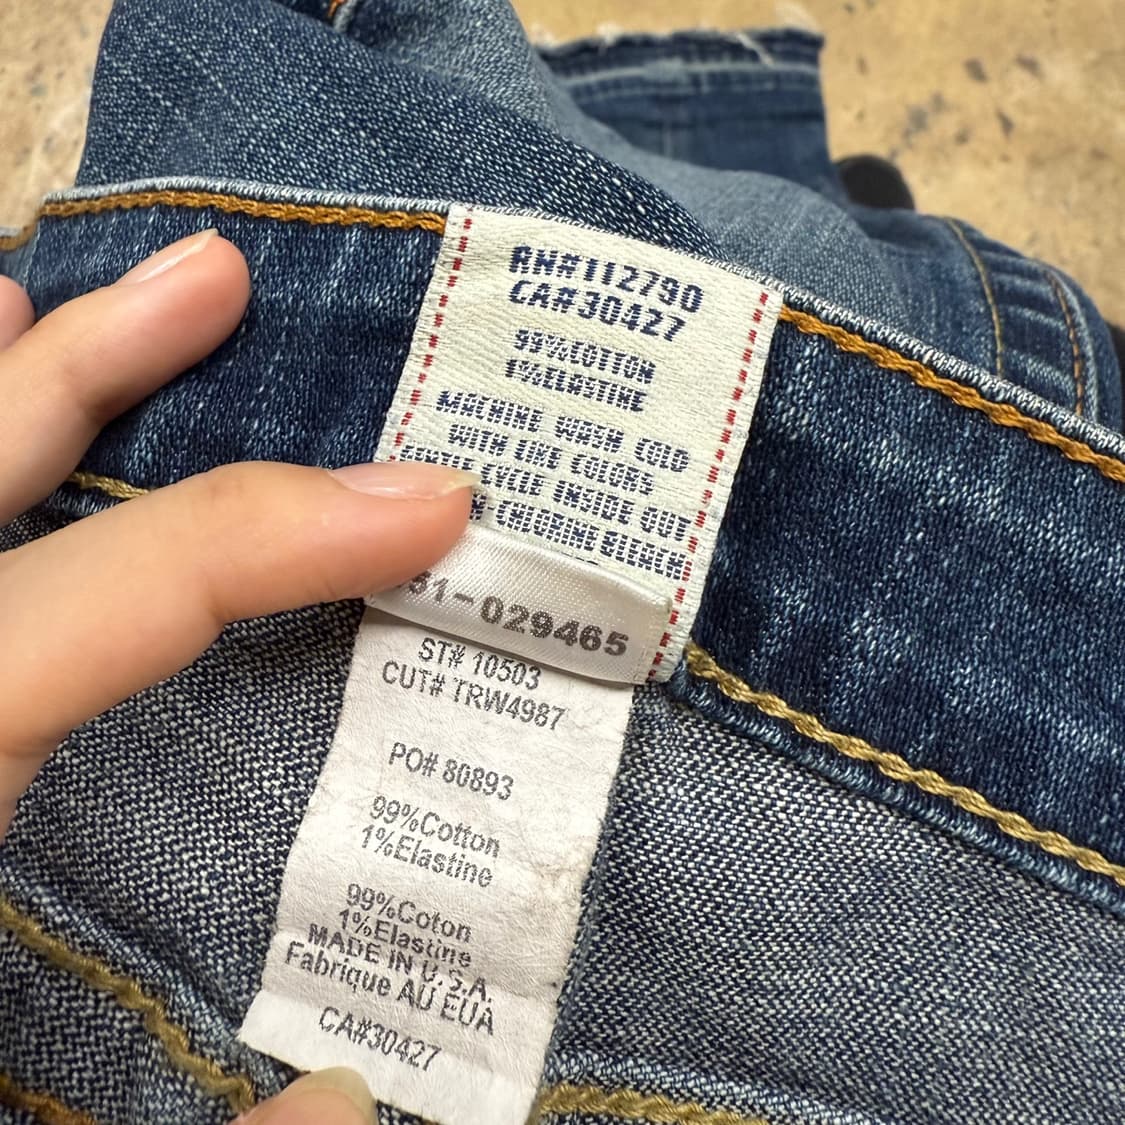 RN#112790
CA#30427
99%COTTON
1%ELASTINE
MACHINE WASH COLD
WITH LIKE COLORS
CYCLE INSIDE OUT
-CHLORINE BLEACH
51-029465
ST# 10503
CUT# TRW4987
PO# 80893
99%Cotton
1%Elastine
99%Coton
1%Elastine
MADE IN U.S.A.
Fabrique AU EUA
CA#30427